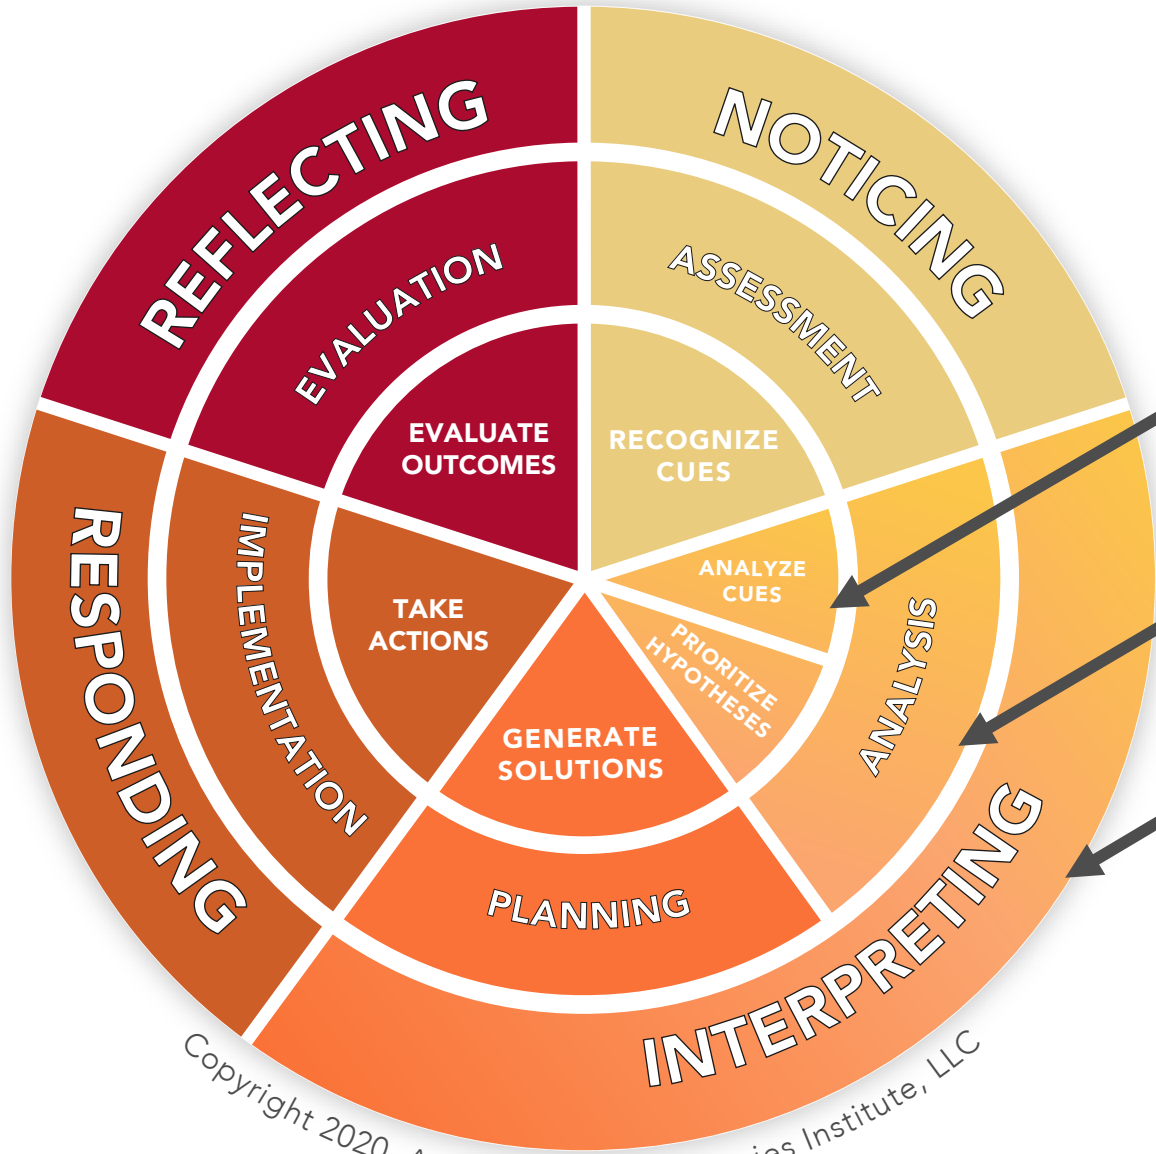 REFLECTING
NOTICING
EVALUATION
ASSESSMENT
EVALUATE
OUTCOMES
RECOGNIZE
CUES
ANALYZE
CUES
PRIORITIZE
HYPOTHESES
ANALYSIS
TAKE
ACTIONS
IMPLEMENTATION
RESPONDING
GENERATE
SOLUTIONS
PLANNING
INTERPRETING
Copyright 2020 Institute, LLC